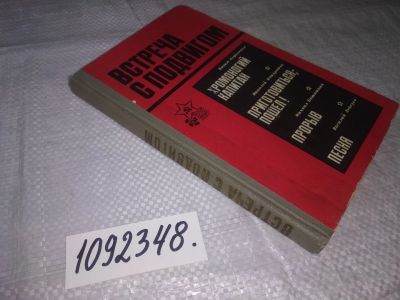 ВСТРЕЧА
С ПОДВИГОМ
ХРОМОНОГИЙ
КАПИТАН
ПРИГОТОВИТЬСЯ;
ПОШЕЛ!
ПРОРЫВ
ПЕСНЯ
ВСТРЕЧА С ПОДВИГОМ
1092348.